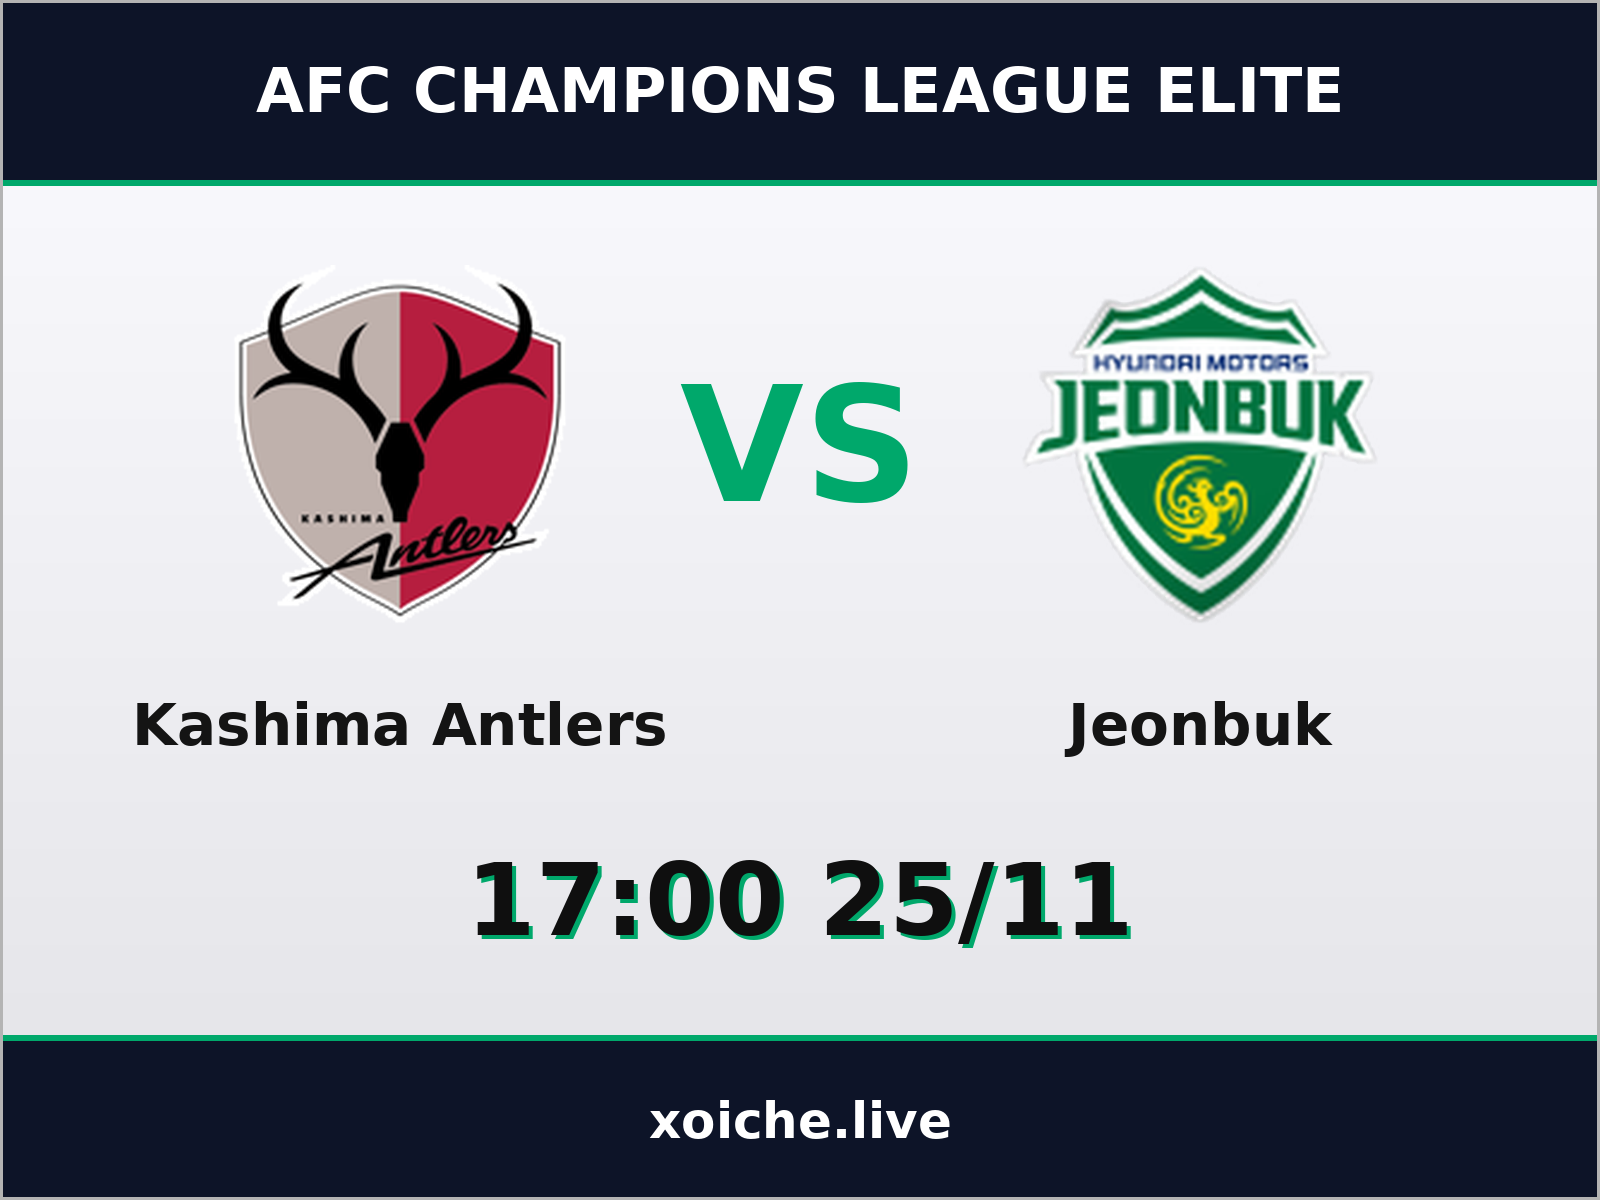 AFC CHAMPIONS LEAGUE ELITE
KASHIMA
Antlers
VS
HYUNDAI MOTORS
JEONBUK
Kashima Antlers
Jeonbuk
17:00 25/11
xoiche.live